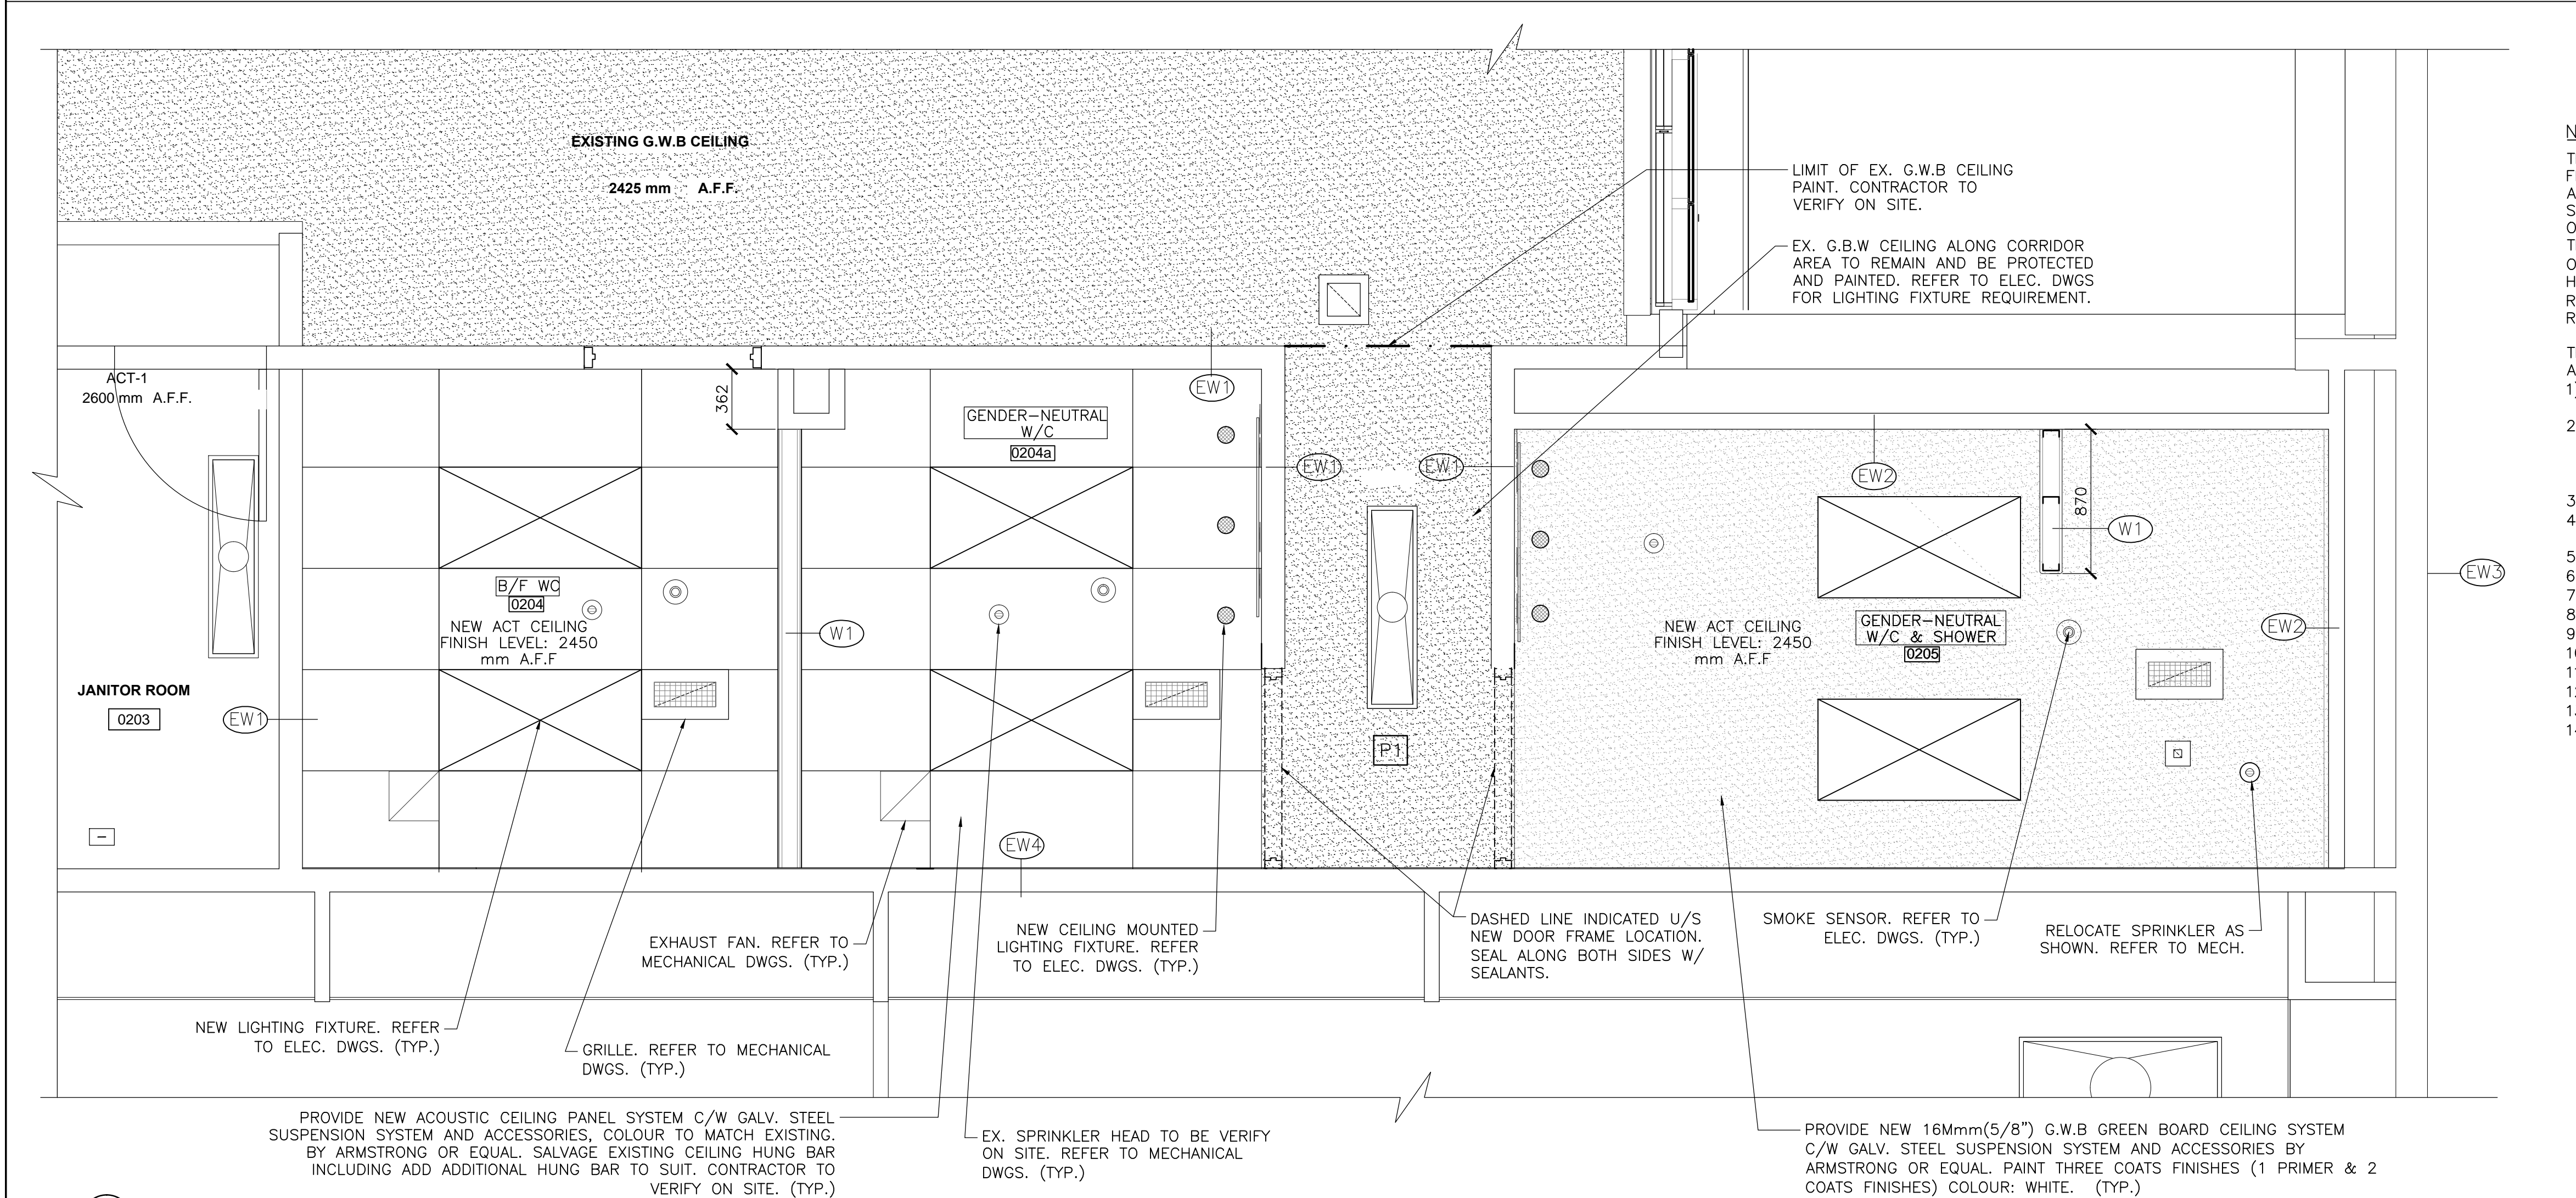 EXISTING G.W.B CEILING
2425 mm A.F.F.
LIMIT OF EX. G.W.B CEILING
PAINT. CONTRACTOR TO
VERIFY ON SITE.
EX. G.B.W CEILING ALONG CORRIDOR
AREA TO REMAIN AND BE PROTECTED
AND PAINTED. REFER TO ELEC. DWGS
FOR LIGHTING FIXTURE REQUIREMENT.
ACT-1
2600 mm A.F.F.
362
EW1
GENDER-NEUTRAL
W/C
0204a
EW1
EW1
EW2
870
W1
EW3
B/F WC
0204
NEW ACT CEILING
FINISH LEVEL: 2450
mm A.F.F
W1
NEW ACT CEILING
FINISH LEVEL: 2450
mm A.F.F
GENDER-NEUTRAL
W/C & SHOWER
0205
EW2
JANITOR ROOM
0203
EW1
P1
EW4
EXHAUST FAN. REFER TO
MECHANICAL DWGS. (TYP.)
NEW CEILING MOUNTED
LIGHTING FIXTURE. REFER
TO ELEC. DWGS. (TYP.)
DASHED LINE INDICATED U/S
NEW DOOR FRAME LOCATION.
SEAL ALONG BOTH SIDES W/
SEALANTS.
SMOKE SENSOR. REFER TO
ELEC. DWGS. (TYP.)
RELOCATE SPRINKLER AS
SHOWN. REFER TO MECH.
NEW LIGHTING FIXTURE. REFER
TO ELEC. DWGS. (TYP.)
GRILLE. REFER TO MECHANICAL
DWGS. (TYP.)
PROVIDE NEW ACOUSTIC CEILING PANEL SYSTEM C/W GALV. STEEL
SUSPENSION SYSTEM AND ACCESSORIES, COLOUR TO MATCH EXISTING.
BY ARMSTRONG OR EQUAL. SALVAGE EXISTING CEILING HUNG BAR
INCLUDING ADD ADDITIONAL HUNG BAR TO SUIT. CONTRACTOR TO
VERIFY ON SITE. (TYP.)
EX. SPRINKLER HEAD TO BE VERIFY
ON SITE. REFER TO MECHANICAL
DWGS. (TYP.)
PROVIDE NEW 16Mmm(5/8") G.W.B GREEN BOARD CEILING SYSTEM
C/W GALV. STEEL SUSPENSION SYSTEM AND ACCESSORIES BY
ARMSTRONG OR EQUAL. PAINT THREE COATS FINISHES (1 PRIMER & 2
COATS FINISHES) COLOUR: WHITE. (TYP.)